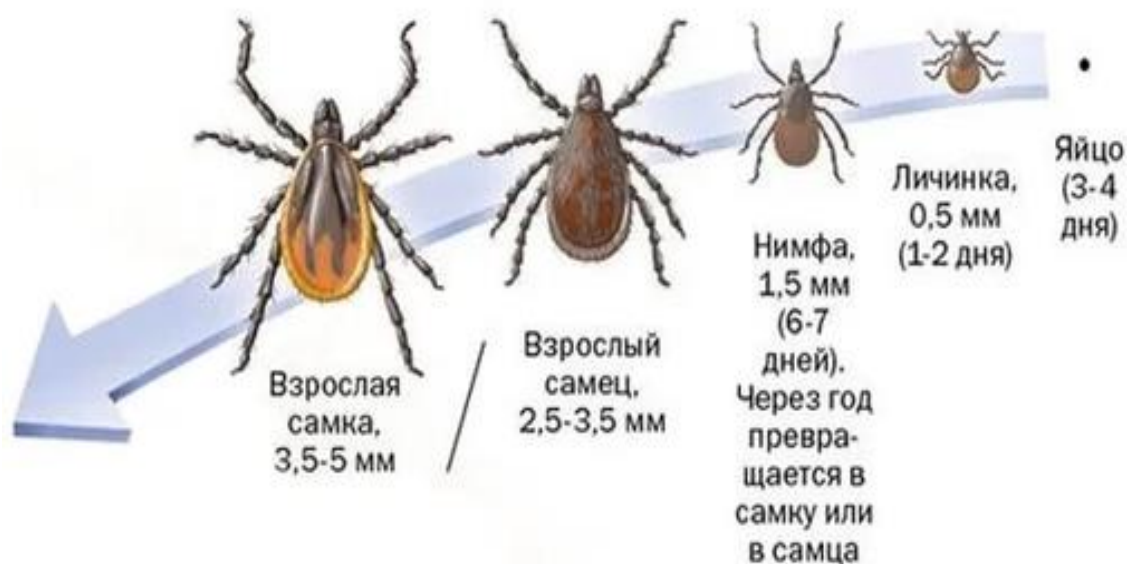 Взрослая
самка,
3,5-5 мм
/
Взрослый
самец,
2,5-3,5 мм
Нимфа,
1,5 мм
(6-7
дней).
Через год
превра-
щается в
самку или
в самца
Личинка,
0,5 мм
(1-2 дня)
Яйцо
(3-4
дня)